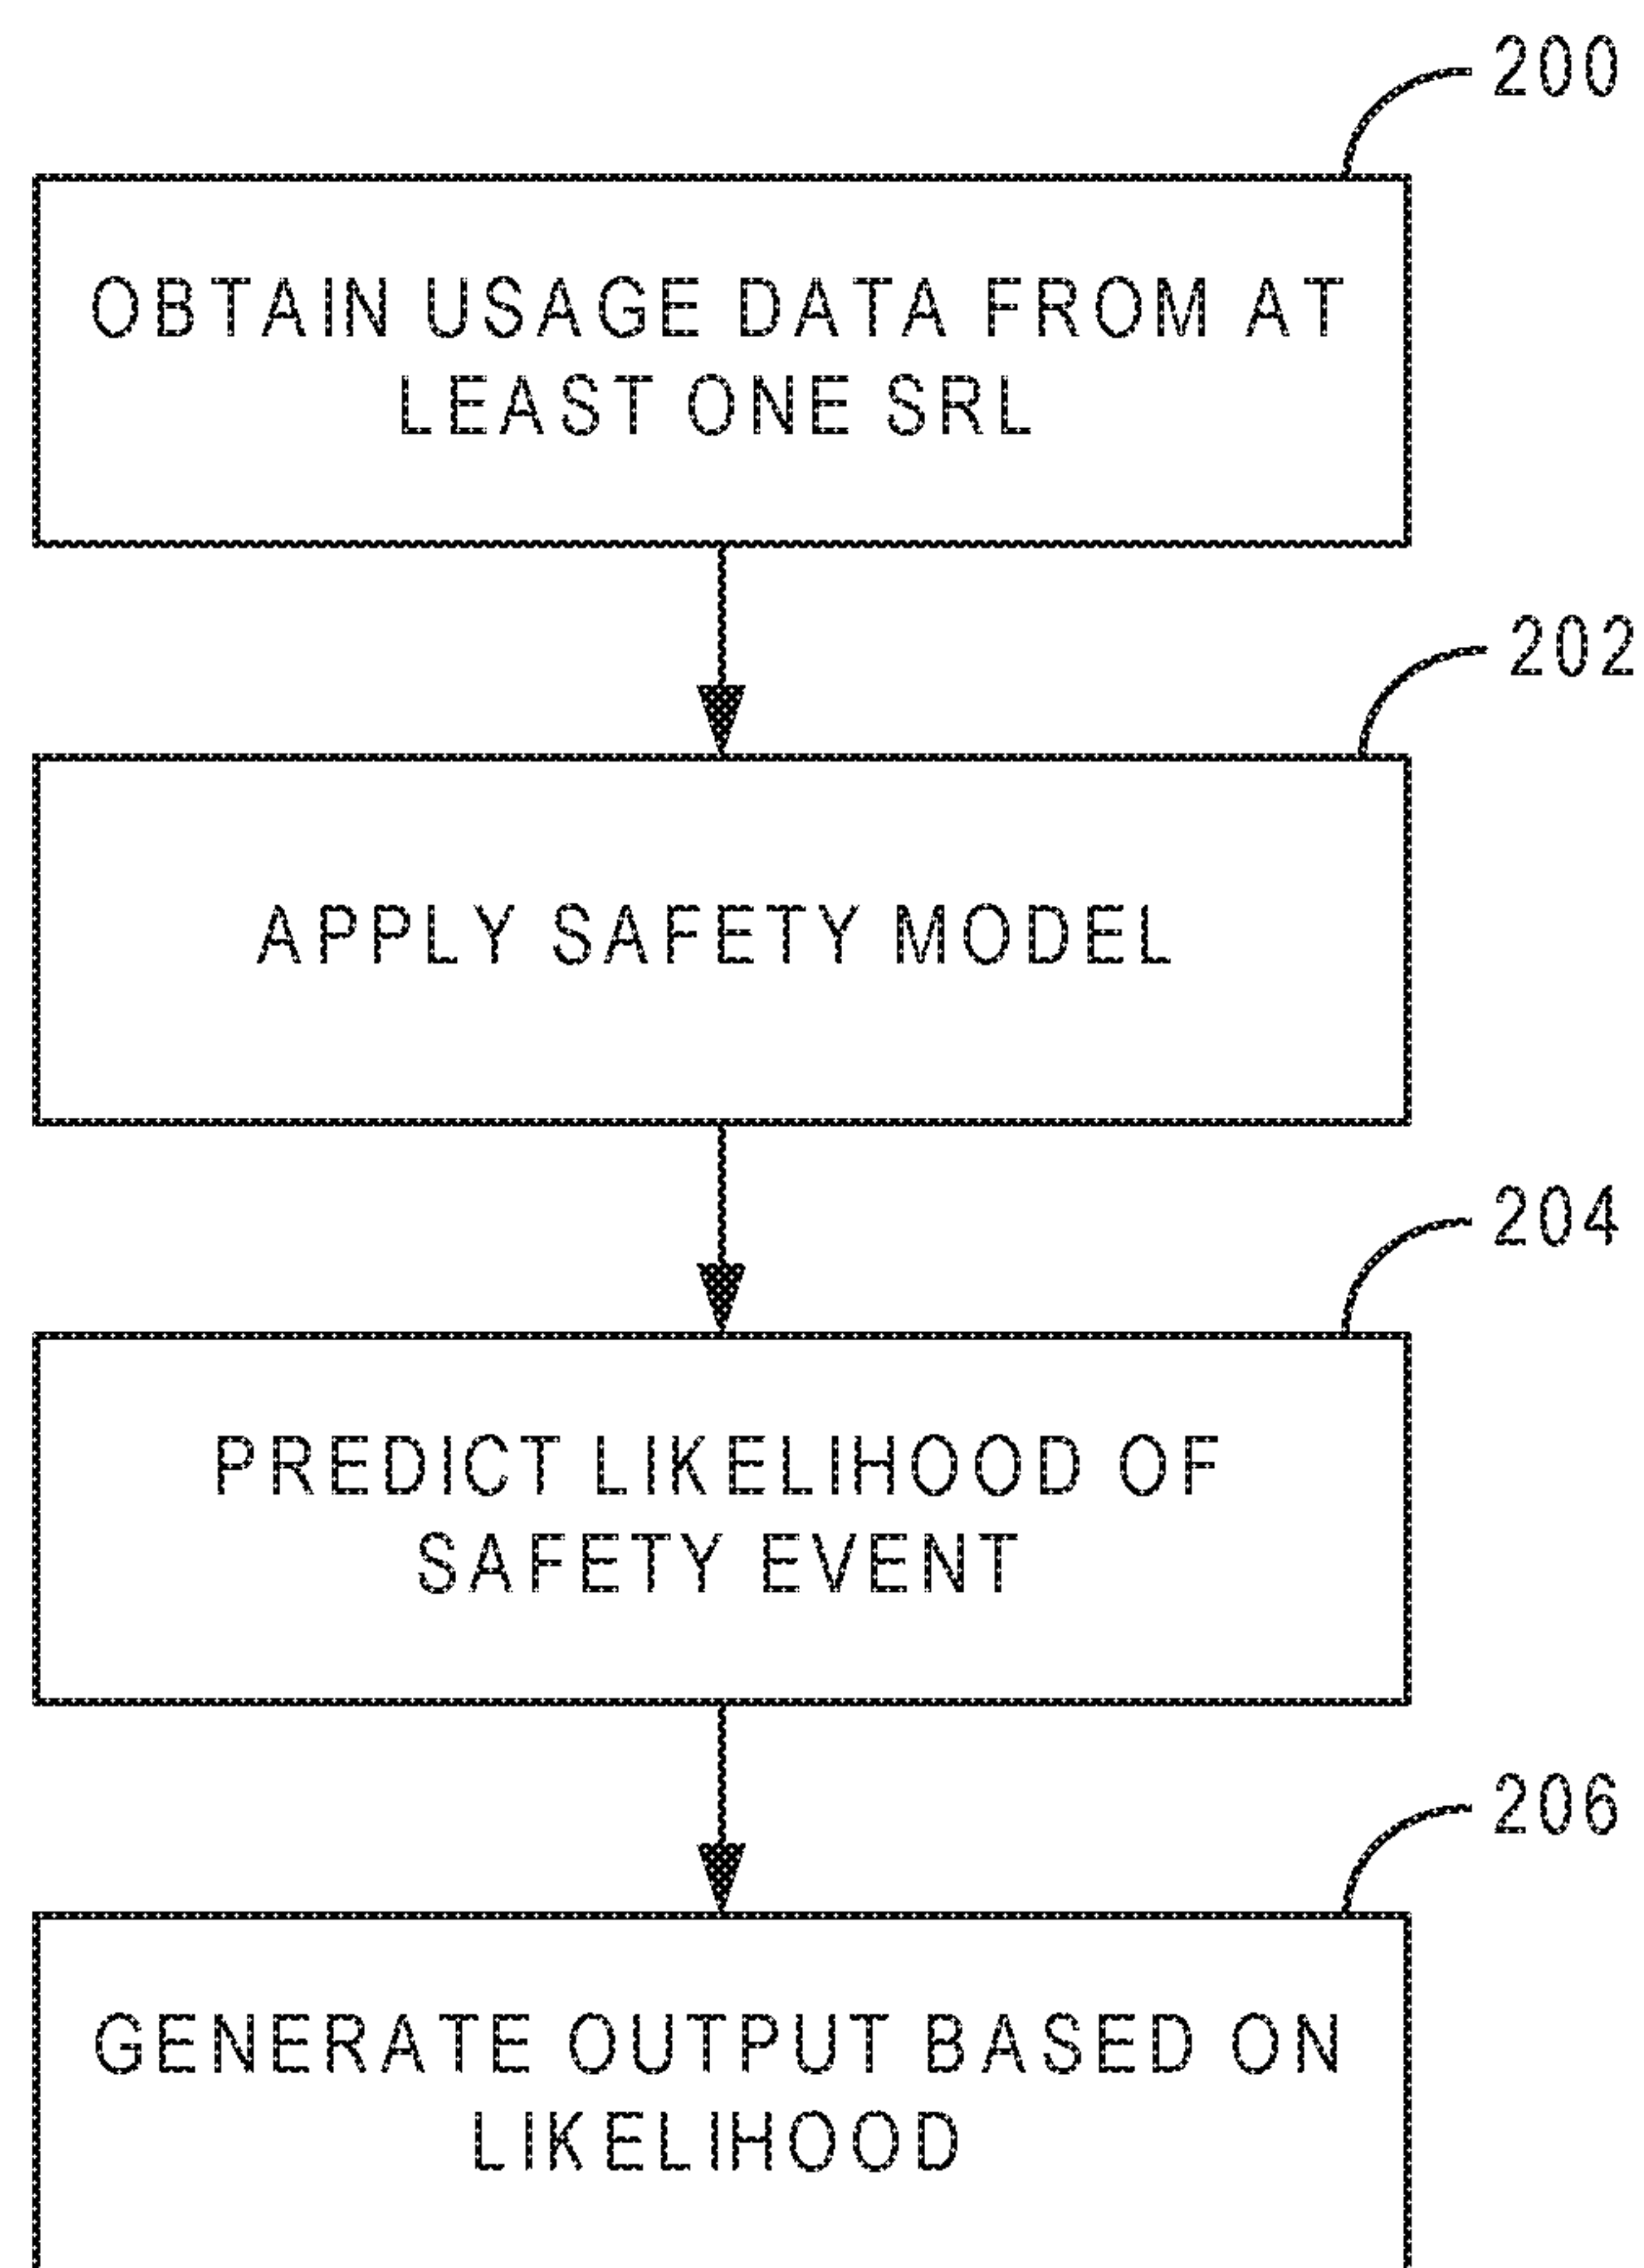 200
OBTAIN USAGE DATA FROM AT
LEAST ONE SRL
202
APPLY SAFETY MODEL
204
PREDICT LIKELIHOOD OF
SAFETY EVENT
206
GENERATE OUTPUT BASED ON
LIKELIHOOD